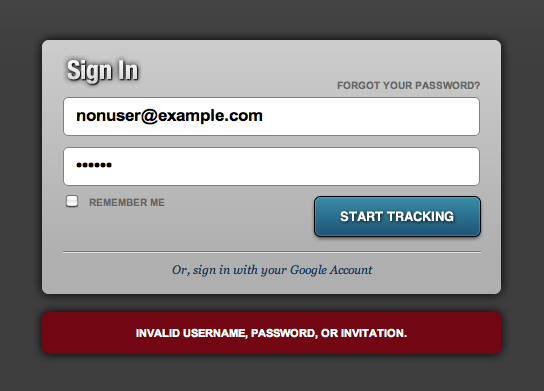 Sign In
FORGOT YOUR PASSWORD?
nonuser@example.com
••••••
REMEMBER ME
START TRACKING
Or, sign in with your Google Account
INVALID USERNAME, PASSWORD, OR INVITATION.